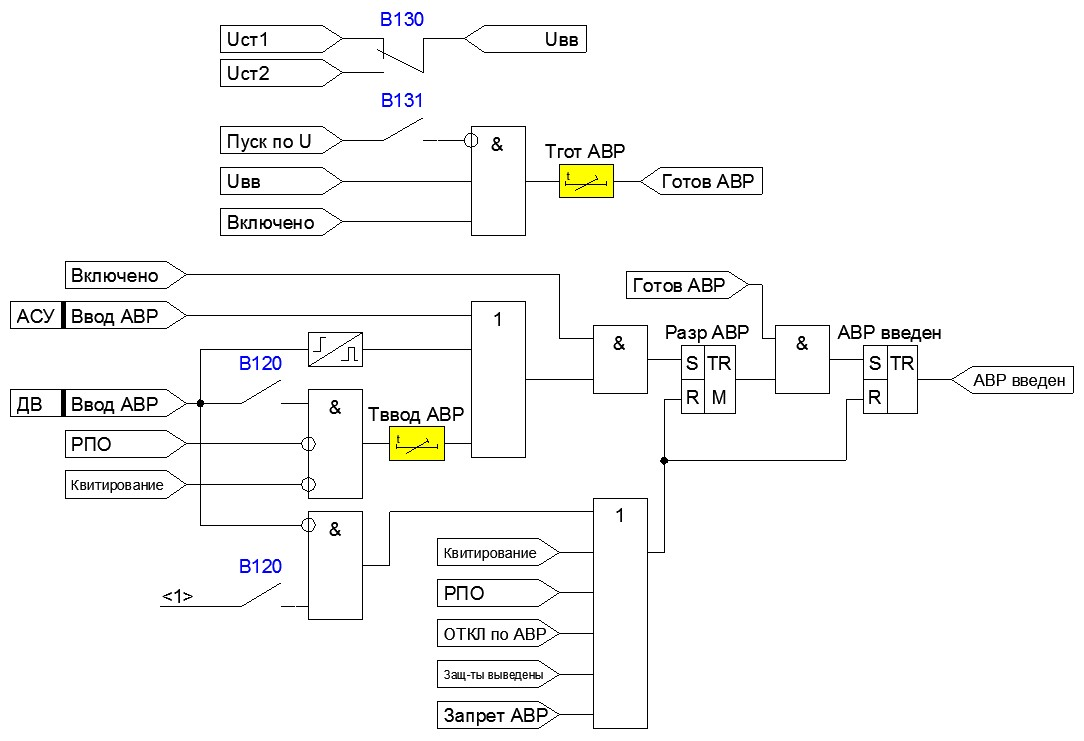 B130
Uст1
Uвв
Uст2
B131
Пуск по U
&
Tгот АВР
t
Uвв
Готов АВР
Включено
Включено
Готов АВР
АСУ
Ввод АВР
1
&
Разр АВР
&
АВР введен
B120
S
TR
S
TR
АВР введен
ДВ
Ввод АВР
&
Tввод АВР
R
M
R
t
РПО
Квитирование
&
1
B120
Квитирование
<1>
РПО
ОТКЛ по АВР
Защ-ты выведены
Запрет АВР